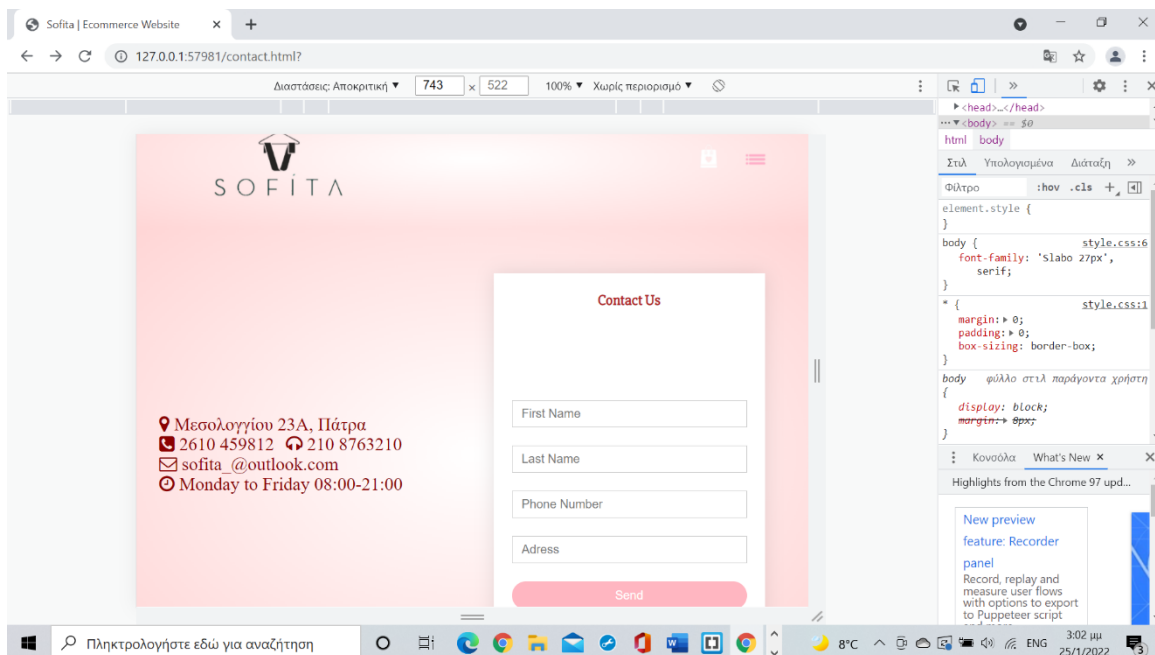 Sofita | Ecommerce Website
127.0.0.1:57981/contact.html?
Διαστάσεις: Αποκριτική ▼ 743 x 522 100% ▼ Χωρίς περιορισμό ▼
SOFITA
Contact Us
First Name
Last Name
Phone Number
Adress
Send
Μεσολογγίου 23Α, Πάτρα
2610 459812 210 8763210
sofita_@outlook.com
Monday to Friday 08:00-21:00
<head>…</head>
<body> == $0
html body
Στιλ Υπολογισμένα Διάταξη »
Φίλτρο :hov .cls +
element.style {
}
body { style.css:6
font-family: 'Slabo 27px',
serif;
}
* { style.css:1
margin: 0;
padding: 0;
box-sizing: border-box;
}
body φύλλο στιλ παράγοντα χρήστη
{
display: block;
margin: 8px;
}
Κονσόλα What's New ×
Highlights from the Chrome 97 upd...
New preview
feature: Recorder
panel
Record, replay and
measure user flows
with options to export
to Puppeteer script
Πληκτρολογήστε εδώ για αναζήτηση
8°C ENG 3:02 μμ
25/1/2022
3